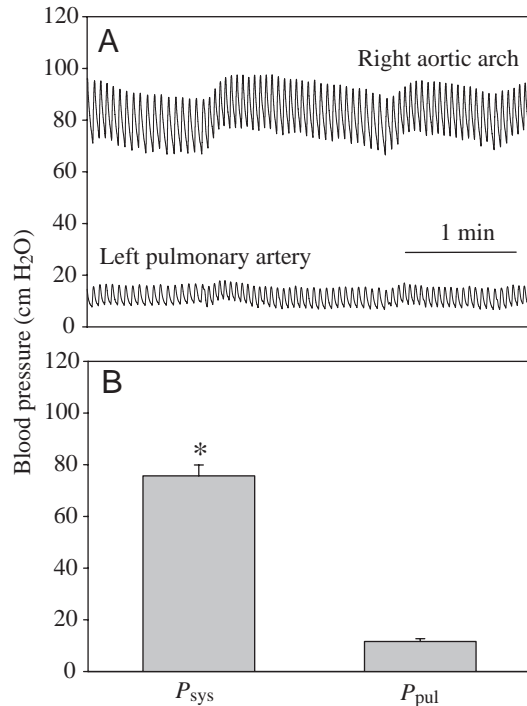 Blood pressure (cm H₂O)
A
120
100
80
60
40
20
0
Right aortic arch
1 min
Left pulmonary artery
B
120
100
80
60
40
20
0
*
Psys
Ppul